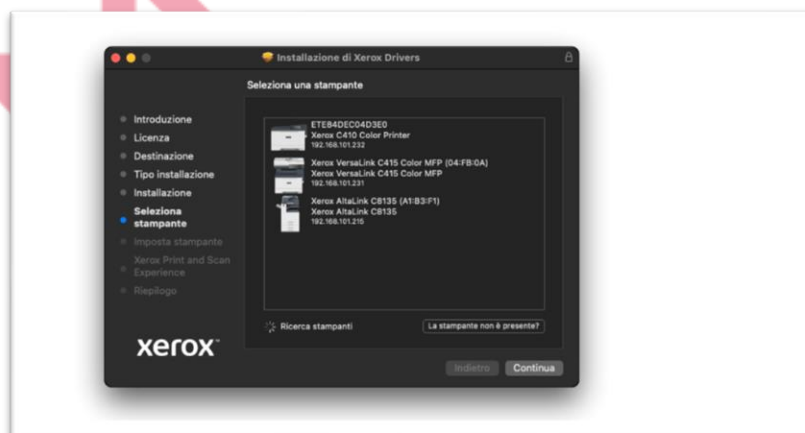 Installazione di Xerox Drivers
Seleziona una stampante
Introduzione
Licenza
Destinazione
Tipo installazione
Installazione
Seleziona
stampante
Imposta stampante
Xerox Print and Scan
Experience
Riepilogo
ETE84DEC04D3E0
Xerox C410 Color Printer
192.168.101.232
Xerox VersaLink C415 Color MFP (04:FB:0A)
Xerox VersaLink C415 Color MFP
192.168.101.231
Xerox AltaLink C8135 (A1:B3:F1)
Xerox AltaLink C8135
192.168.101.215
Ricerca stampanti
La stampante non è presente?
xerox™
Indietro
Continua